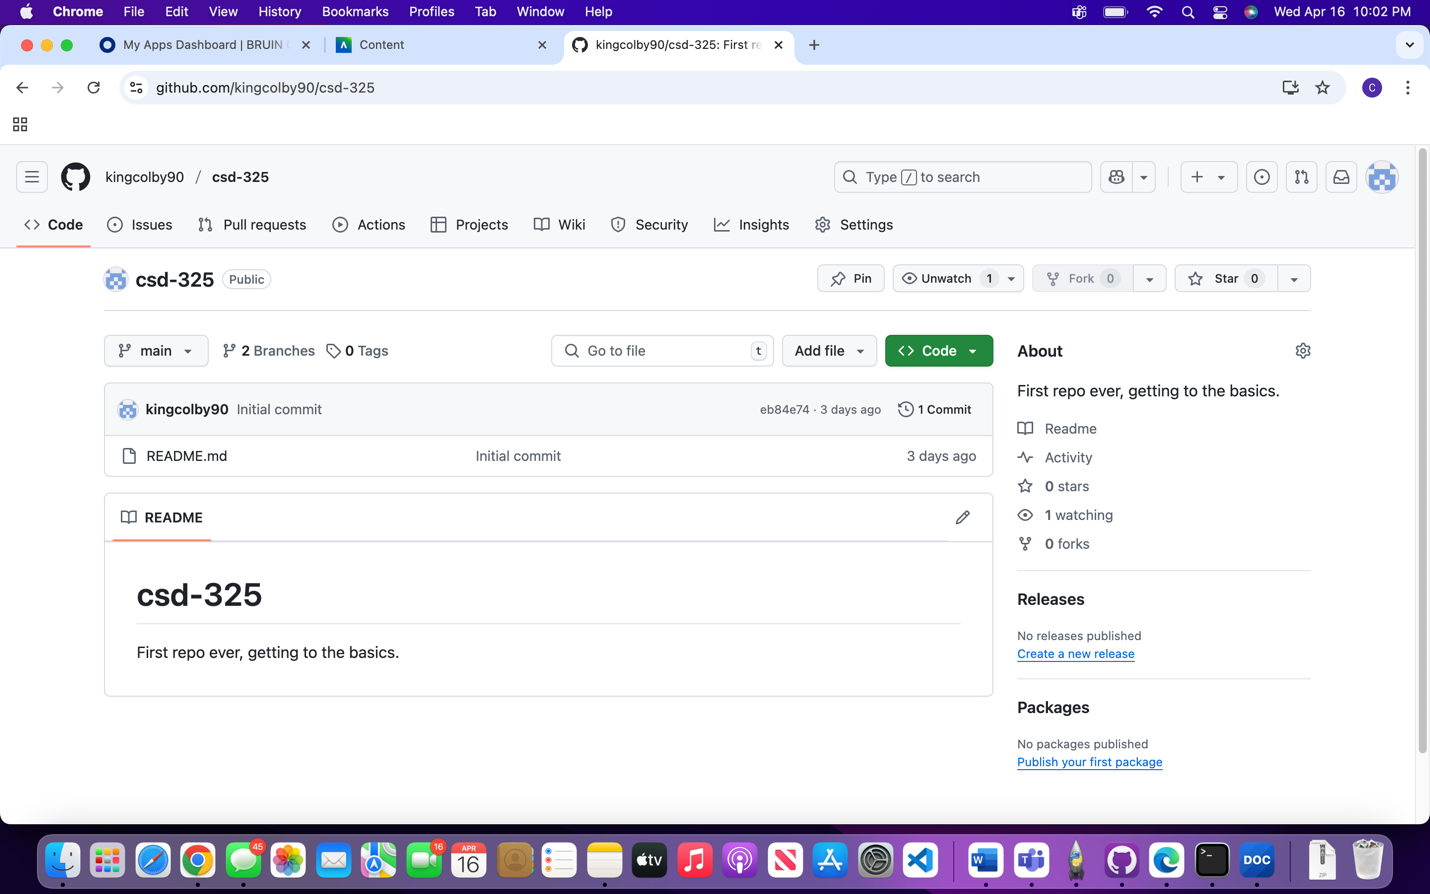 Chrome File Edit View History Bookmarks Profiles Tab Window Help Wed Apr 16 10:02 PM
My Apps Dashboard | BRUIN Content kingcolby90/csd-325: First re
github.com/kingcolby90/csd-325 C
kingcolby90 / csd-325 Type / to search
Code Issues Pull requests Actions Projects Wiki Security Insights Settings
csd-325 Public Pin Unwatch 1 Fork 0 Star 0
main 2 Branches 0 Tags Go to file t Add file Code
kingcolby90 Initial commit eb84e74 · 3 days ago 1 Commit
README.md Initial commit 3 days ago
README
csd-325
First repo ever, getting to the basics.
About
First repo ever, getting to the basics.
Readme
Activity
0 stars
1 watching
0 forks
Releases
No releases published
Create a new release
Packages
No packages published
Publish your first package
45 16 APR 16 tv W DOC ZIP